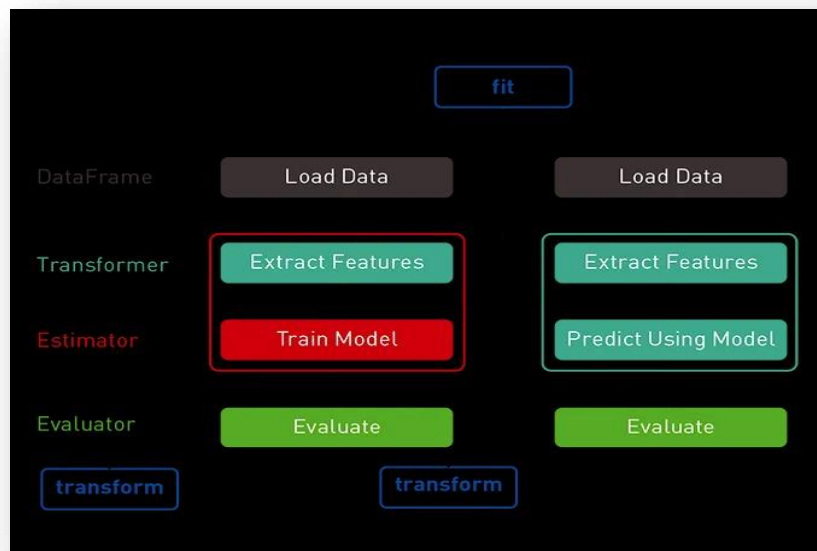 fit
DataFrame Load Data Load Data
Transformer Extract Features Extract Features
Estimator Train Model Predict Using Model
Evaluator Evaluate Evaluate
transform transform